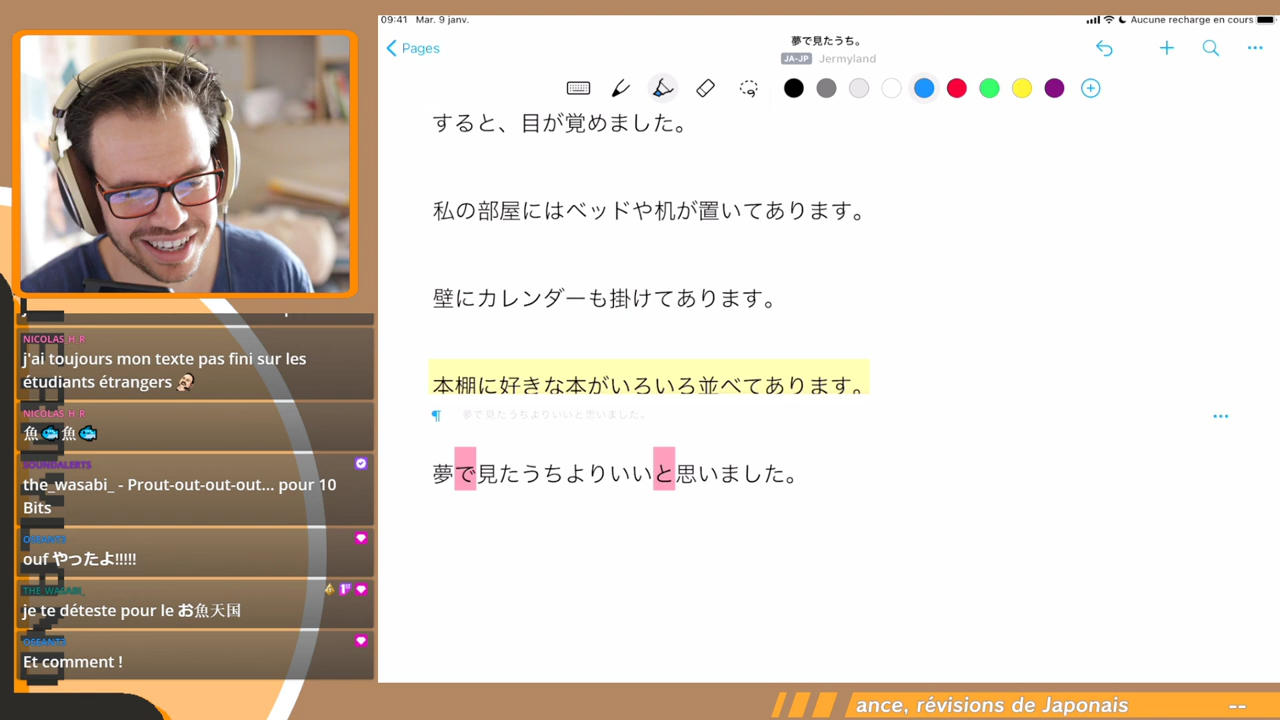 09:41 Mar. 9 janv.
Aucune recharge en cours
Pages
夢で見たうち。
JA-JP Jermyland
すると、目が覚めました。
私の部屋にはベッドや机が置いてあります。
壁にカレンダーも掛けてあります。
本棚に好きな本がいろいろ並べてあります。
夢で見たうちよりいいと思いました。
夢で見たうちよりいいと思いました。
NICOLAS H R
j'ai toujours mon texte pas fini sur les
étudiants étrangers
NICOLAS H R
魚魚
SOUNDALERTS
the_wasabi_ - Prout-out-out-out... pour 10
Bits
ouf やったよ!!!!!
THE WASABI_
je te déteste pour le お魚天国
Et comment !
ance, révisions de Japonais
--